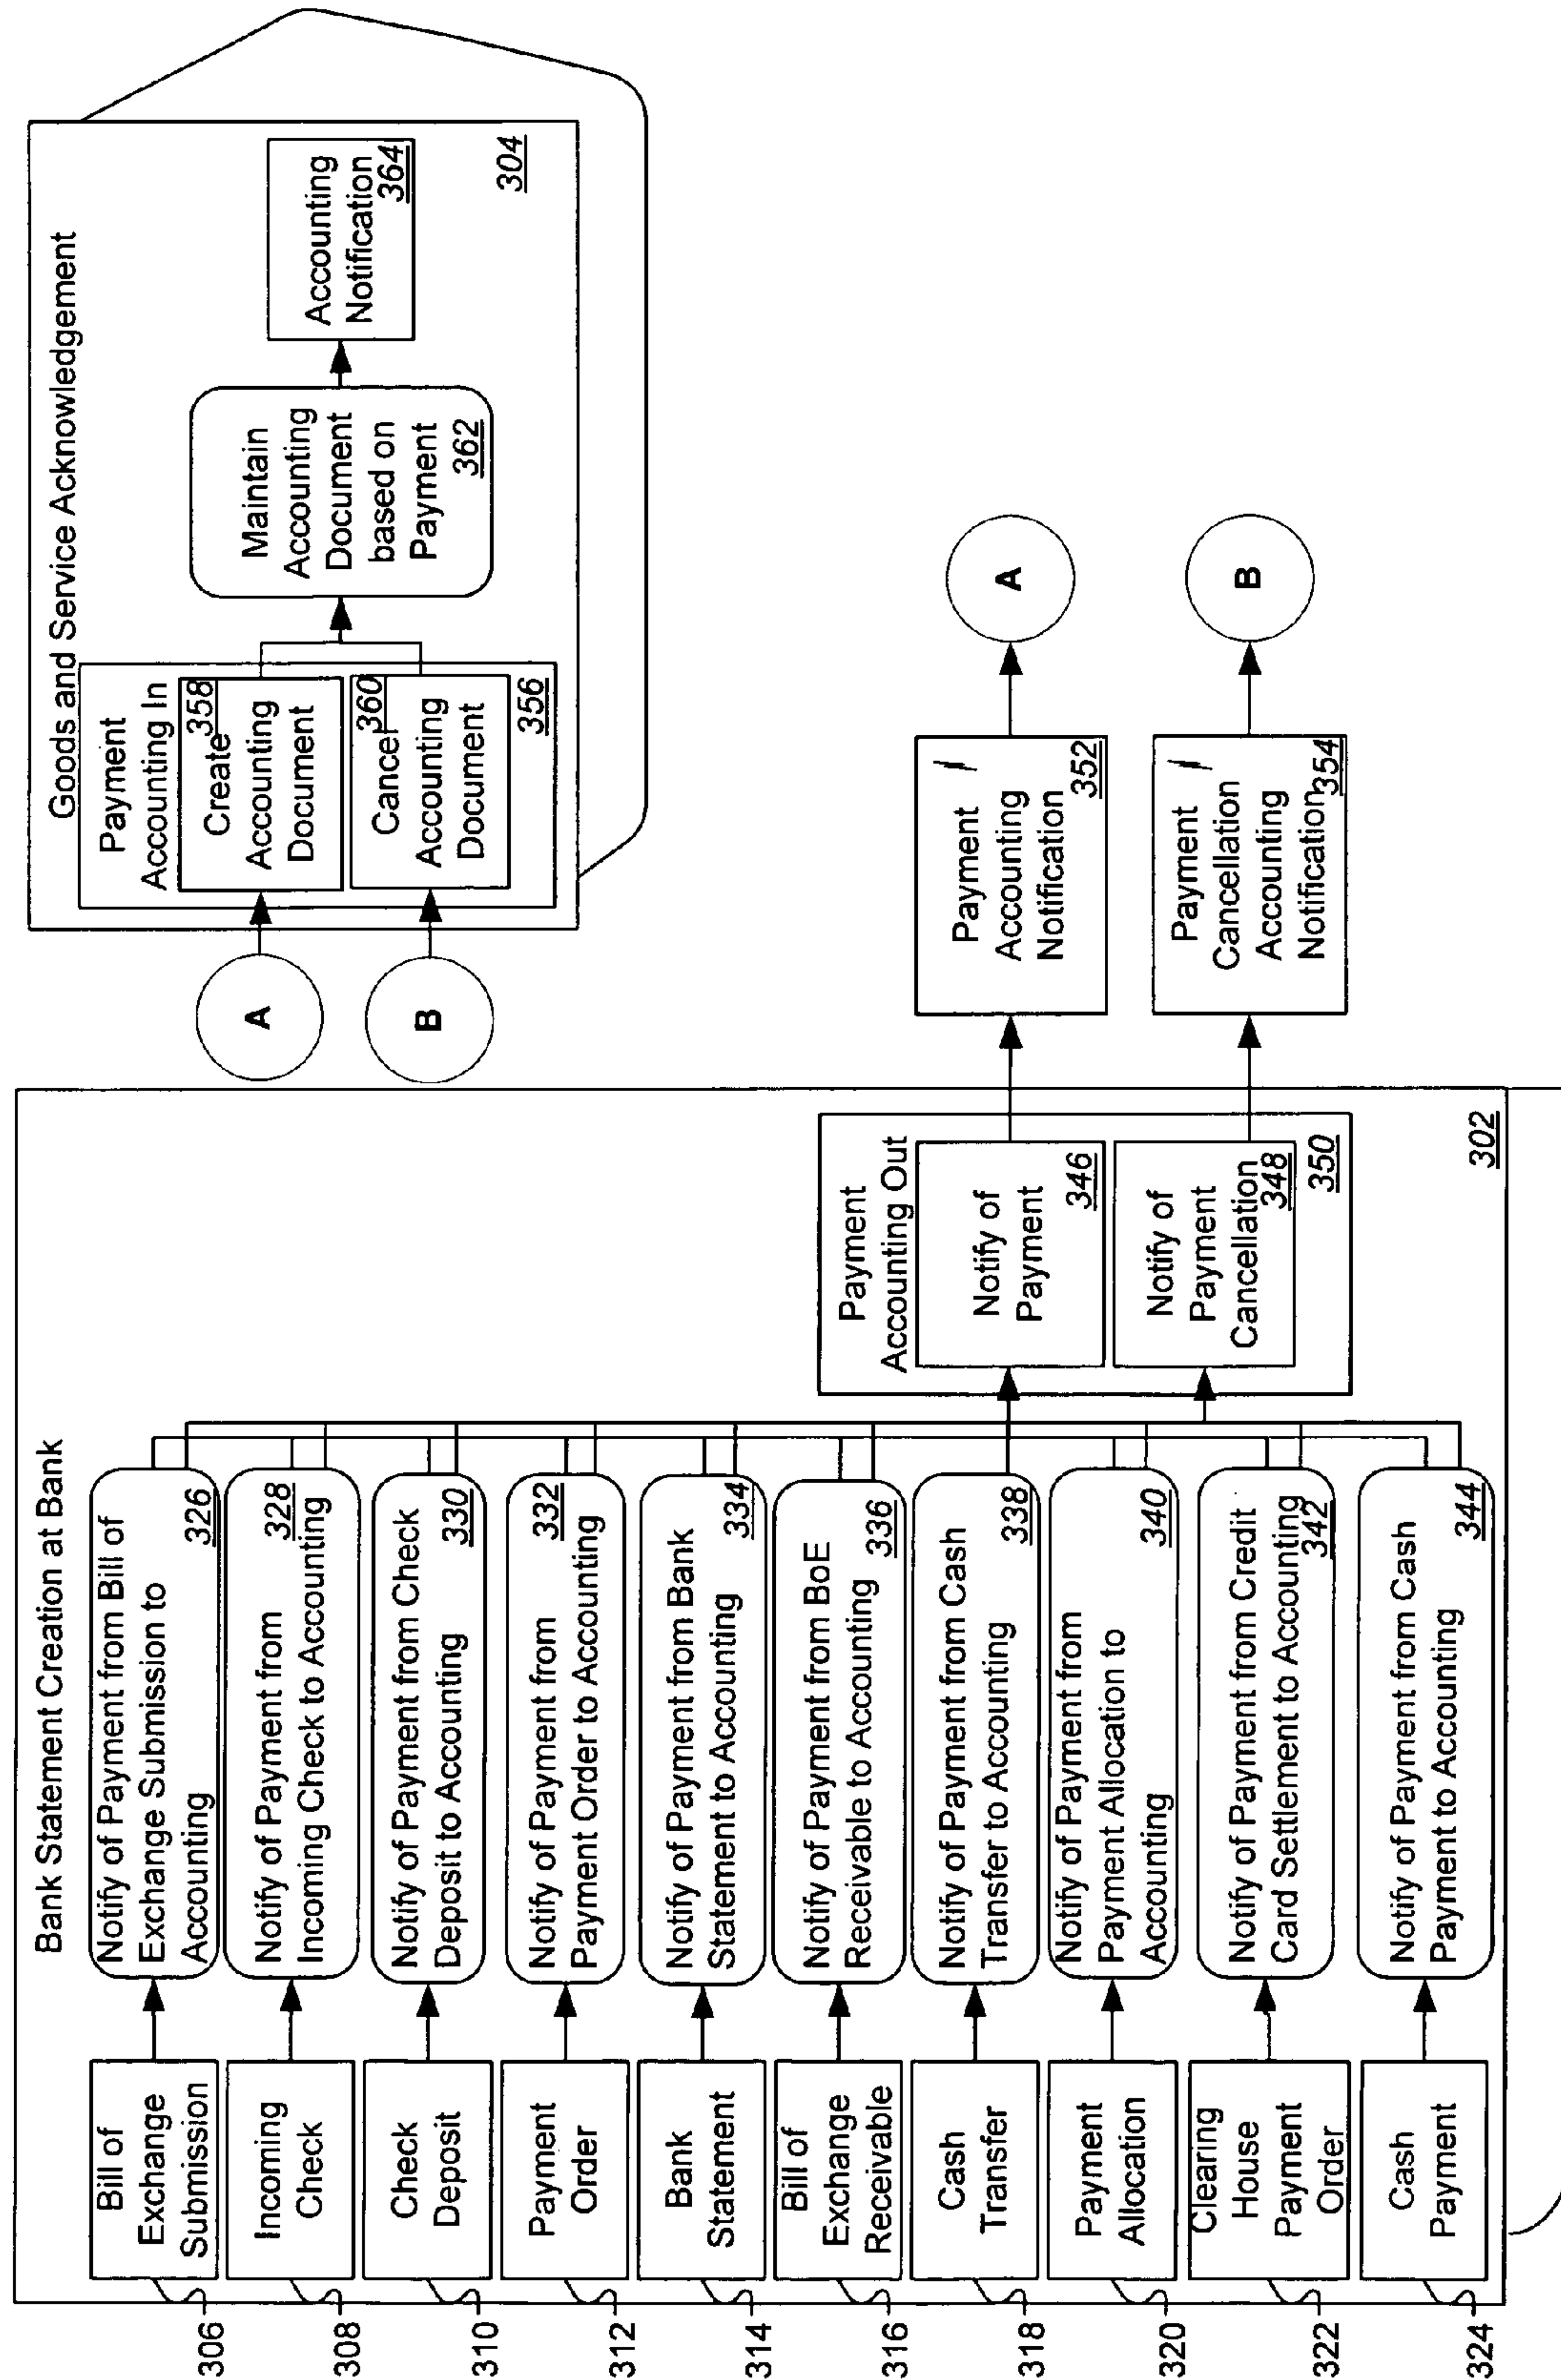 Bank Statement Creation at Bank
306
Bill of
Exchange
Submission
Notify of Payment from Bill of
Exchange Submission to
Accounting
326
308
Incoming
Check
Notify of Payment from
328
Incoming Check to Accounting
310
Check
Deposit
Notify of Payment from Check
Deposit to Accounting
330
312
Payment
Order
Notify of Payment from
332
Payment Order to Accounting
314
Bank
Statement
Notify of Payment from Bank
Statement to Accounting
334
316
Bill of
Exchange
Receivable
Notify of Payment from BoE
Receivable to Accounting
336
318
Cash
Transfer
Notify of Payment from Cash
Transfer to Accounting
338
320
Payment
Allocation
Notify of Payment from
Payment Allocation to
Accounting
340
322
Clearing
House
Payment
Order
Notify of Payment from Credit
Card Settlement to Accounting
342
324
Cash
Payment
Notify of Payment from Cash
Payment to Accounting
344
Payment
Accounting Out
Notify of
Payment
346
Notify of
Payment
Cancellation
348
350
302
Payment
Accounting
Notification
352
A
Payment
Cancellation
Accounting
Notification
354
B
Goods and Service Acknowledgement
A
B
Payment
Accounting In
358
Create
Accounting
Document
360
Cancel
Accounting
Document
356
Maintain
Accounting
Document
based on
Payment
362
Accounting
Notification
364
304